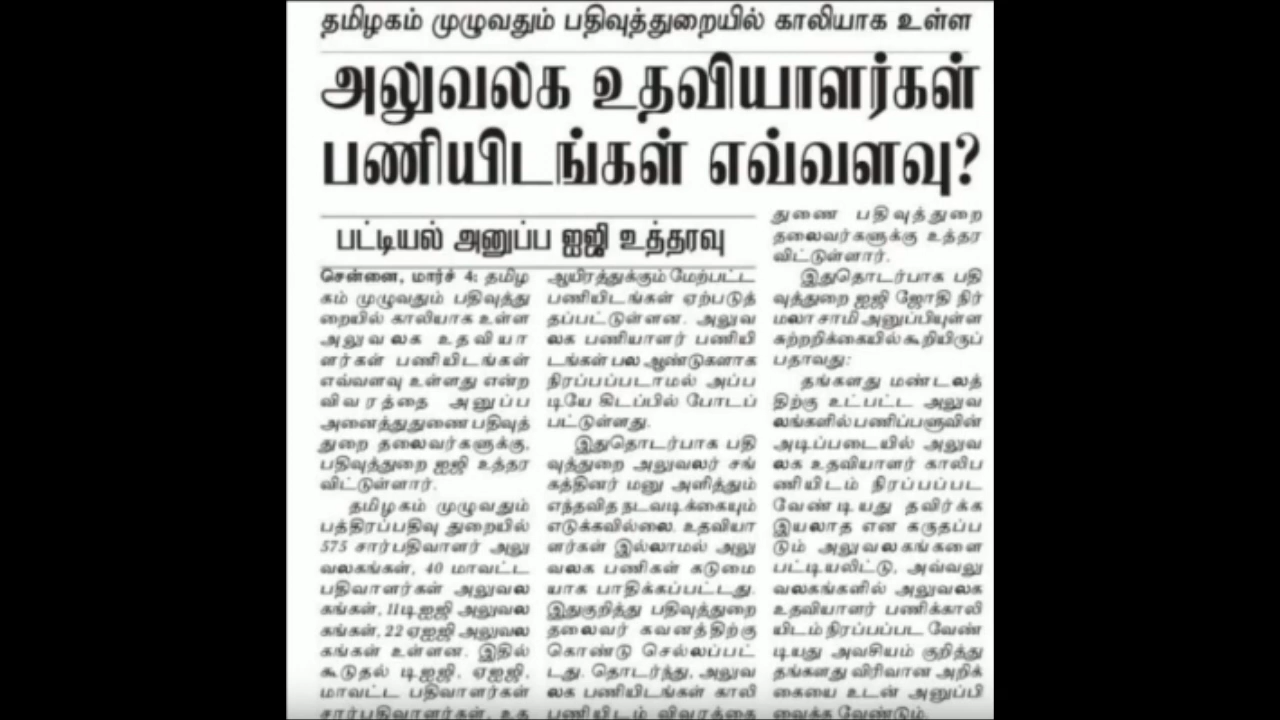 தமிழகம் முழுவதும் பதிவுத்துறையில் காலியாக உள்ள
அலுவலக உதவியாளர்கள்
பணியிடங்கள் எவ்வளவு?
பட்டியல் அனுப்ப ஐஜி உத்தரவு
சென்னை, மார்ச் 4: தமிழ
கம் முழுவதும் பதிவுத்து
றையில் காலியாக உள்ள
அலுவலக உதவியா
ளர்கள் பணியிடங்கள்
எவ்வளவு உள்ளது என்ற
விவரத்தை அனுப்ப
அனைத்து துணை பதிவுத்
துறை தலைவர்களுக்கு,
பதிவுத்துறை ஐஜி உத்தர
விட்டுள்ளார்.
தமிழகம் முழுவதும்
பத்திரப்பதிவு துறையில்
575 சார்பதிவாளர் அலு
வலகங்கள், 40 மாவட்ட
பதிவாளர்கள் அலுவல
கங்கள், 11 டிஐஜி அலுவல
கங்கள், 22 ஏஐஜி அலுவல
கங்கள் உள்ளன. இதில்
கூடுதல் டிஐஜி, ஏஐஜி,
மாவட்ட பதிவாளர்கள்
சார்பதிவாளர்கள், உத
ஆயிரத்துக்கும் மேற்பட்ட
பணியிடங்கள் ஏற்படுத்
தப்பட்டுள்ளன. அலுவ
லக பணியாளர் பணியி
டங்கள் பல ஆண்டுகளாக
நிரப்பப்படாமல் அப்ப
டியே கிடப்பில் போடப்
பட்டுள்ளது.
இதுதொடர்பாக பதி
வுத்துறை அலுவலர் சங்
கத்தினர் மனு அளித்தும்
எந்தவித நடவடிக்கையும்
எடுக்கவில்லை. உதவியா
ளர்கள் இல்லாமல் அலு
வலக பணிகள் கடுமை
யாக பாதிக்கப்பட்டது.
இதுகுறித்து பதிவுத்துறை
தலைவர் கவனத்திற்கு
கொண்டு செல்லப்பட்
டது. தொடர்ந்து, அலுவ
லக பணியிடங்கள் காலி
பணியிடம் விவரத்தை
துணை பதிவுத்துறை
தலைவர்களுக்கு உத்தர
விட்டுள்ளார்.
இதுதொடர்பாக பதி
வுத்துறை ஐஜி ஜோதி நிர்
மலா சாமி அனுப்பியுள்ள
சுற்றறிக்கையில் கூறியிருப்
பதாவது:
தங்களது மண்டலத்
திற்கு உட்பட்ட அலுவ
லங்களில் பணிப்பளுவின்
அடிப்படையில் அலுவ
லக உதவியாளர் காலிப
ணியிடம் நிரப்பப்பட
வேண்டியது தவிர்க்க
இயலாத என கருதப்ப
டும் அலுவலகங்களை
பட்டியலிட்டு, அவ்வலு
வலகங்களில் அலுவலக
உதவியாளர் பணிக்காலி
யிடம் நிரப்பப்பட வேண்
டியது அவசியம் குறித்து
தங்களது விரிவான அறிக்
கையை உடன் அனுப்பி
வைக்க வேண்டும்.